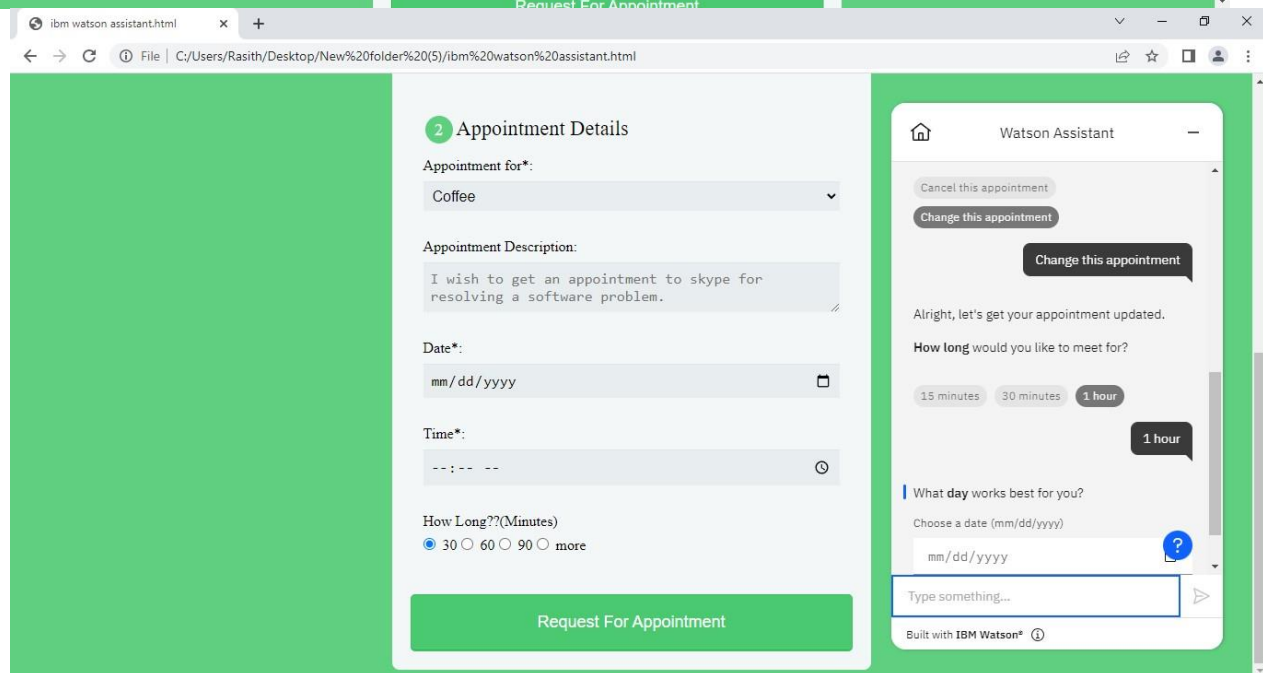 Request For Appointment
ibm watson assistant.html
File | C:/Users/Rasith/Desktop/New%20folder%20(5)/ibm%20watson%20assistant.html
2 Appointment Details
Appointment for*:
Coffee
Appointment Description:
I wish to get an appointment to skype for
resolving a software problem.
Date*:
mm/dd/yyyy
Time*:
--:-- --
How Long??(Minutes)
30 60 90 more
Request For Appointment
Watson Assistant
Cancel this appointment
Change this appointment
Change this appointment
Alright, let's get your appointment updated.
How long would you like to meet for?
15 minutes 30 minutes 1 hour
1 hour
What day works best for you?
Choose a date (mm/dd/yyyy)
mm/dd/yyyy
?
Type something...
Built with IBM Watson®